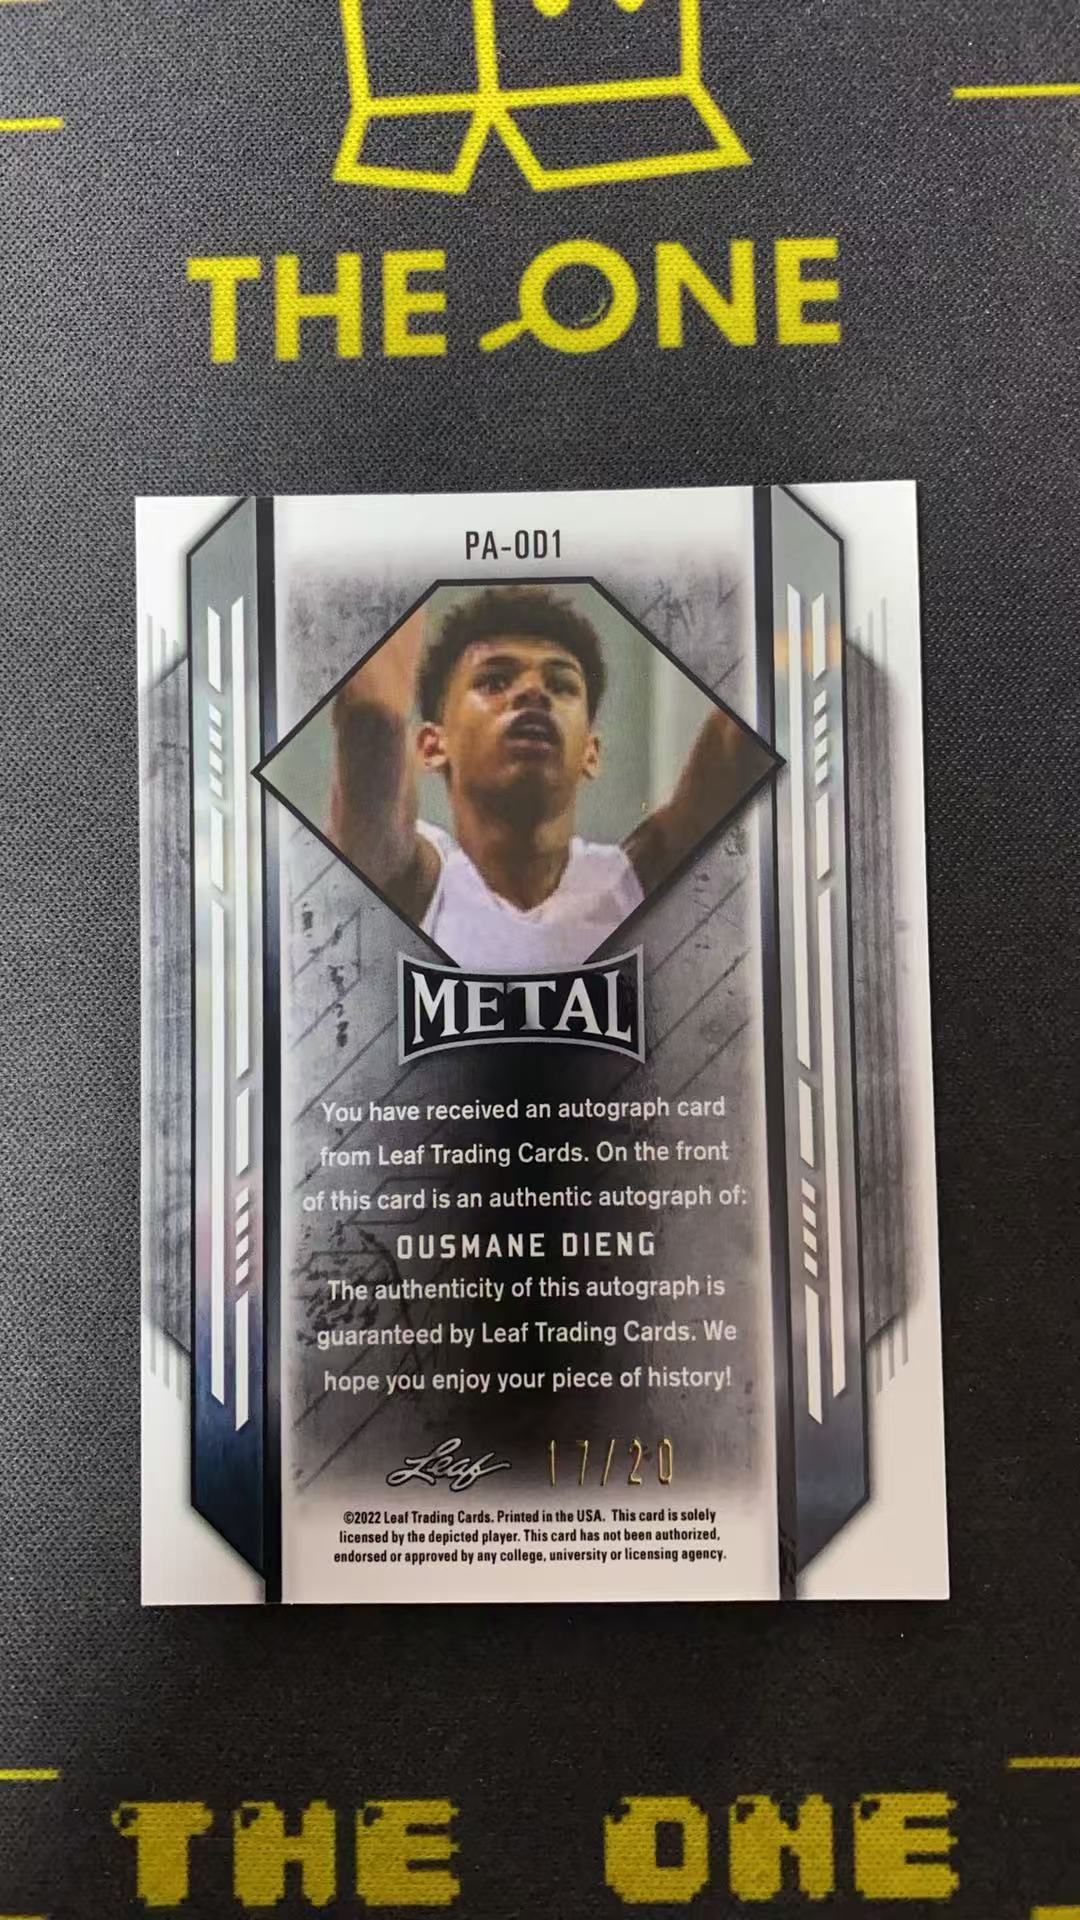 THE ONE
PA-OD1
METAL
You have received an autograph card
from Leaf Trading Cards. On the front
of this card is an authentic autograph of:
OUSMANE DIENG
The authenticity of this autograph is
guaranteed by Leaf Trading Cards. We
hope you enjoy your piece of history!
Leaf 17/20
©2022 Leaf Trading Cards. Printed in the USA. This card is solely
licensed by the depicted player. This card has not been authorized,
endorsed or approved by any college, university or licensing agency.
THE ONE